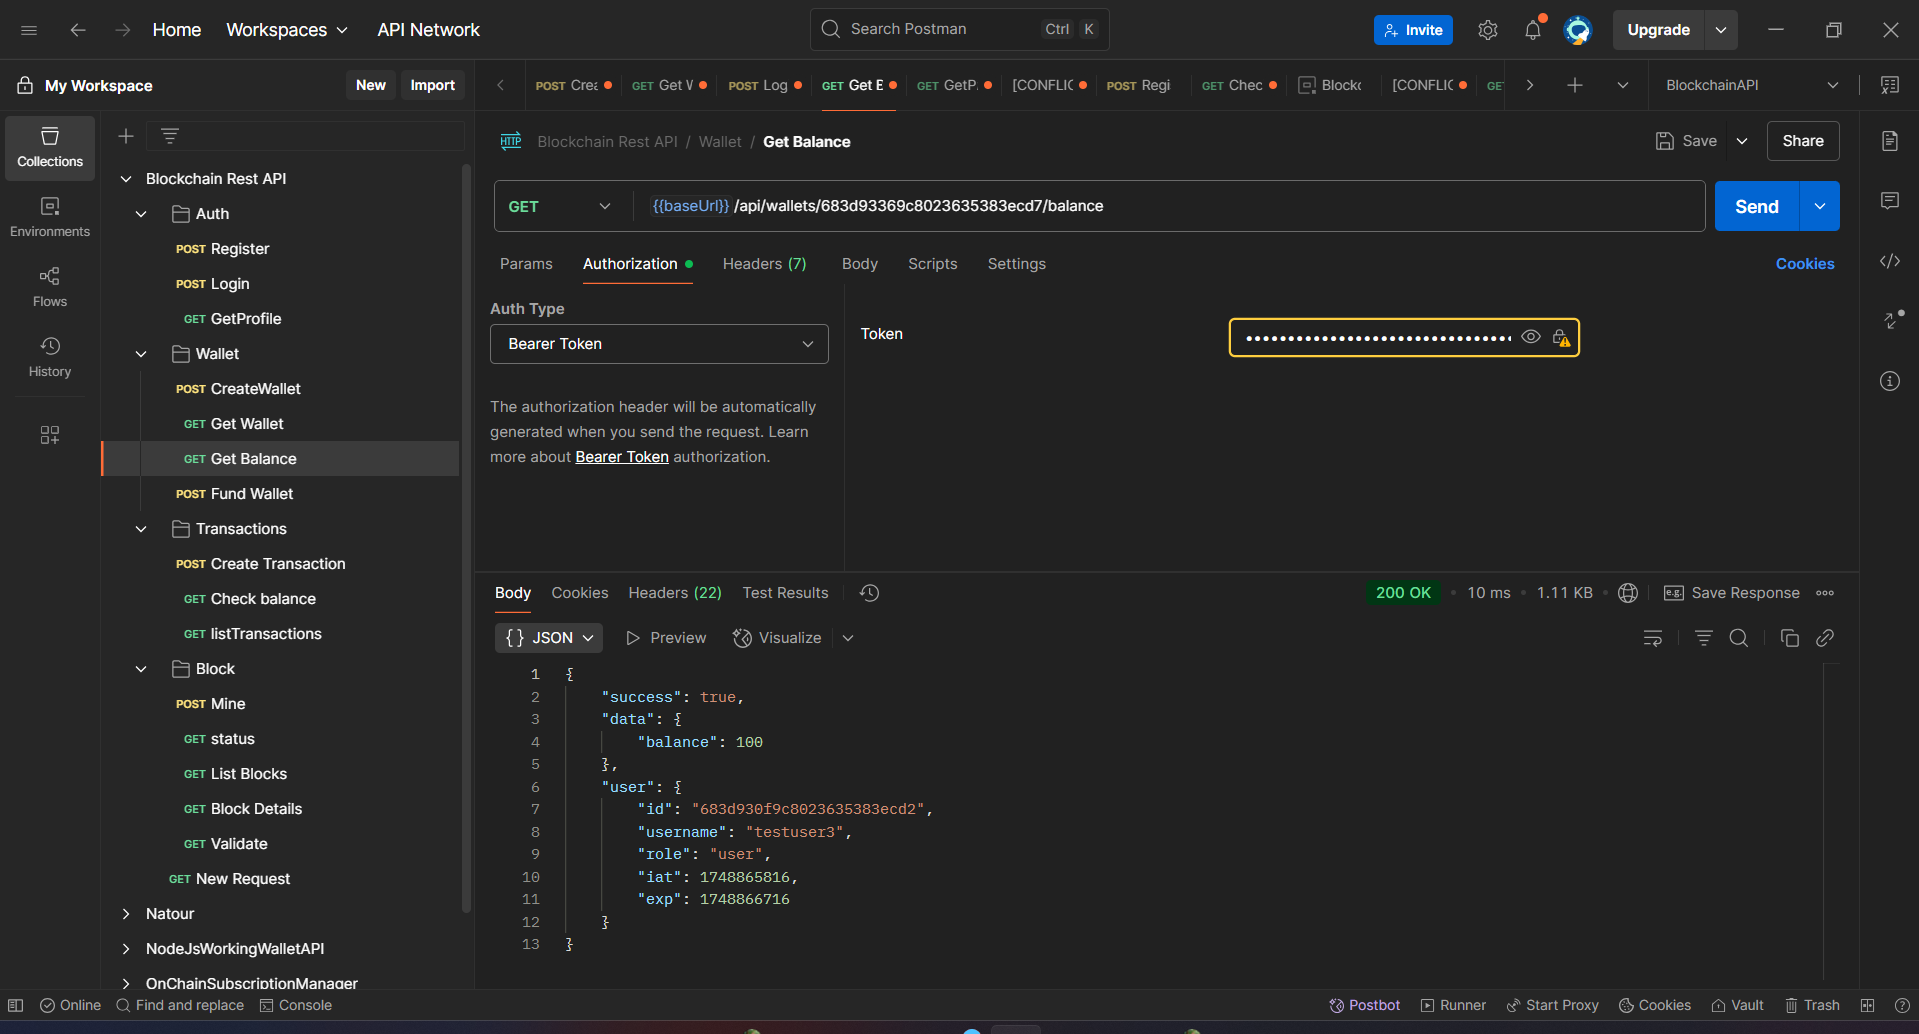 Home Workspaces API Network Search Postman Ctrl K Invite Upgrade
My Workspace New Import POST Crea GET Get V POST Log GET Get B GET GetP. [CONFLIC POST Regi GET Chec Blockc [CONFLIC GET BlockchainAPI
Collections
Environments
Flows
History
Blockchain Rest API
Auth
POST Register
POST Login
GET GetProfile
Wallet
POST CreateWallet
GET Get Wallet
GET Get Balance
POST Fund Wallet
Transactions
POST Create Transaction
GET Check balance
GET listTransactions
Block
POST Mine
GET status
GET List Blocks
GET Block Details
GET Validate
GET New Request
Natour
NodeJsWorkingWalletAPI
OnChainSubscriptionManager
HTTP Blockchain Rest API / Wallet / Get Balance Save Share
GET {{baseUrl}}/api/wallets/683d93369c8023635383ecd7/balance Send
Params Authorization Headers (7) Body Scripts Settings Cookies
Auth Type
Bearer Token
Token
The authorization header will be automatically
generated when you send the request. Learn
more about Bearer Token authorization.
Body Cookies Headers (22) Test Results 200 OK 10 ms 1.11 KB e.g. Save Response
{} JSON Preview Visualize
1 {
2 "success": true,
3 "data": {
4 "balance": 100
5 },
6 "user": {
7 "id": "683d930f9c8023635383ecd2",
8 "username": "testuser3",
9 "role": "user",
10 "iat": 1748865816,
11 "exp": 1748866716
12 }
13 }
Online Find and replace Console Postbot Runner Start Proxy Cookies Vault Trash